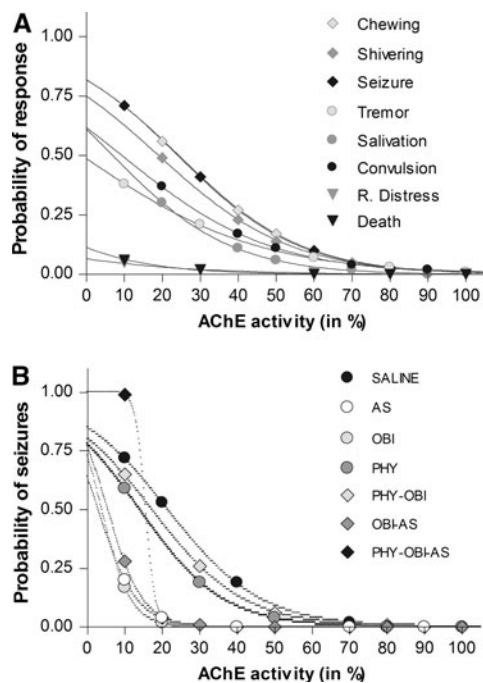 A
Probability of response
1.00
0.75
0.50
0.25
0.00
Chewing
Shivering
Seizure
Tremor
Salivation
Convulsion
R. Distress
Death
0 10 20 30 40 50 60 70 80 90 100
AChE activity (in %)
B
Probability of seizures
1.00
0.75
0.50
0.25
0.00
SALINE
AS
OBI
PHY
PHY-OBI
OBI-AS
PHY-OBI-AS
0 10 20 30 40 50 60 70 80 90 100
AChE activity (in %)